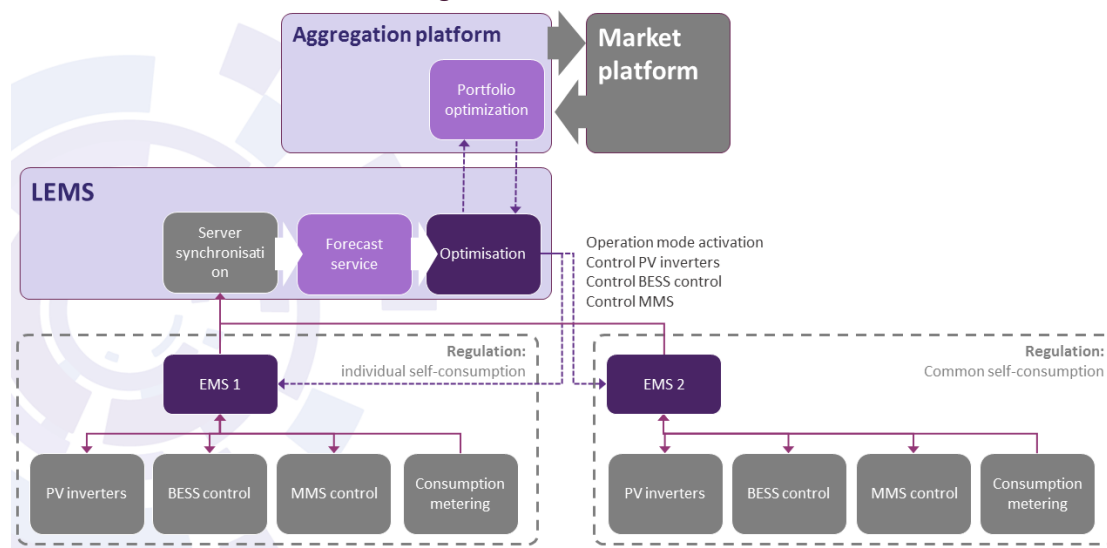 Aggregation platform
Market
platform
Portfolio
optimization
LEMS
Server
synchronisati
on
Forecast
service
Optimisation
Operation mode activation
Control PV inverters
Control BESS control
Control MMS
Regulation:
individual self-consumption
EMS 1
Regulation:
Common self-consumption
EMS 2
PV inverters
BESS control
MMS control
Consumption
metering
PV inverters
BESS control
MMS control
Consumption
metering